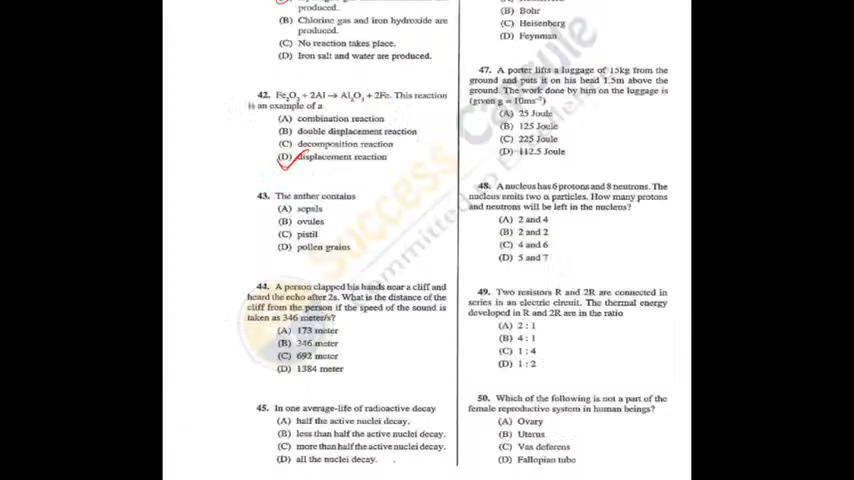 produced.
(B) Chlorine gas and iron hydroxide are
produced.
(C) No reaction takes place.
(D) Iron salt and water are produced.
42. Fe₂O₃ + 2Al → Al₂O₃ + 2Fe. This reaction
is an example of a
(A) combination reaction
(B) double displacement reaction
(C) decomposition reaction
(D) displacement reaction
43. The anther contains
(A) sepals
(B) ovules
(C) pistil
(D) pollen grains
44. A person clapped his hands near a cliff and
heard the echo after 2s. What is the distance of the
cliff from the person if the speed of the sound is
taken as 346 meter/s?
(A) 173 meter
(B) 346 meter
(C) 692 meter
(D) 1384 meter
45. In one average-life of radioactive decay
(A) half the active nuclei decay.
(B) less than half the active nuclei decay.
(C) more than half the active nuclei decay.
(D) all the nuclei decay.
(B) Bohr
(C) Heisenberg
(D) Feynman
47. A porter lifts a luggage of 15kg from the
ground and puts it on his head 1.5m above the
ground. The work done by him on the luggage is
(given g = 10ms⁻²)
(A) 25 Joule
(B) 125 Joule
(C) 225 Joule
(D) 112.5 Joule
48. A nucleus has 6 protons and 8 neutrons. The
nucleus emits two α particles. How many protons
and neutrons will be left in the nucleus?
(A) 2 and 4
(B) 2 and 2
(C) 4 and 6
(D) 5 and 7
49. Two resistors R and 2R are connected in
series in an electric circuit. The thermal energy
developed in R and 2R are in the ratio
(A) 2 : 1
(B) 4 : 1
(C) 1 : 4
(D) 1 : 2
50. Which of the following is not a part of the
female reproductive system in human beings?
(A) Ovary
(B) Uterus
(C) Vas deferens
(D) Fallopian tube
Success Capsule
Committed to Excellence